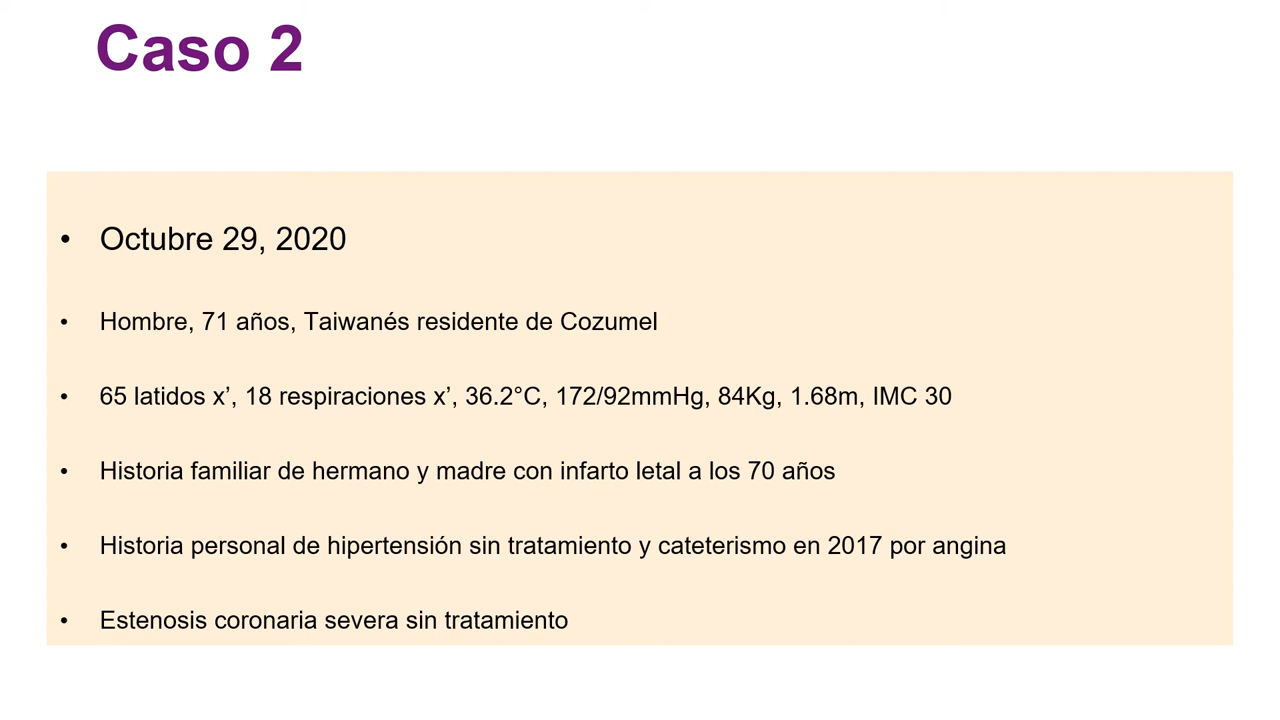 Caso 2
• Octubre 29, 2020
• Hombre, 71 años, Taiwanés residente de Cozumel
• 65 latidos x’, 18 respiraciones x’, 36.2°C, 172/92mmHg, 84Kg, 1.68m, IMC 30
• Historia familiar de hermano y madre con infarto letal a los 70 años
• Historia personal de hipertensión sin tratamiento y cateterismo en 2017 por angina
• Estenosis coronaria severa sin tratamiento